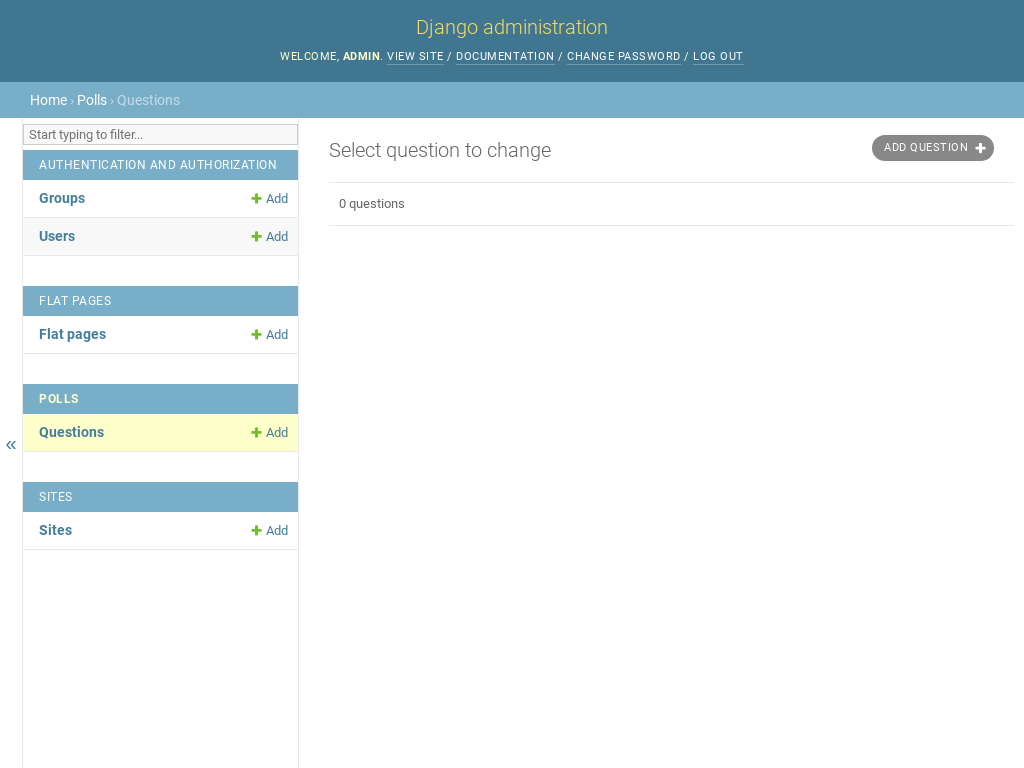 Django administration
WELCOME, ADMIN. VIEW SITE / DOCUMENTATION / CHANGE PASSWORD / LOG OUT
Home › Polls › Questions
Start typing to filter...
AUTHENTICATION AND AUTHORIZATION
Groups Add
Users Add
FLAT PAGES
Flat pages Add
POLLS
Questions Add
SITES
Sites Add
«
Select question to change
ADD QUESTION
0 questions